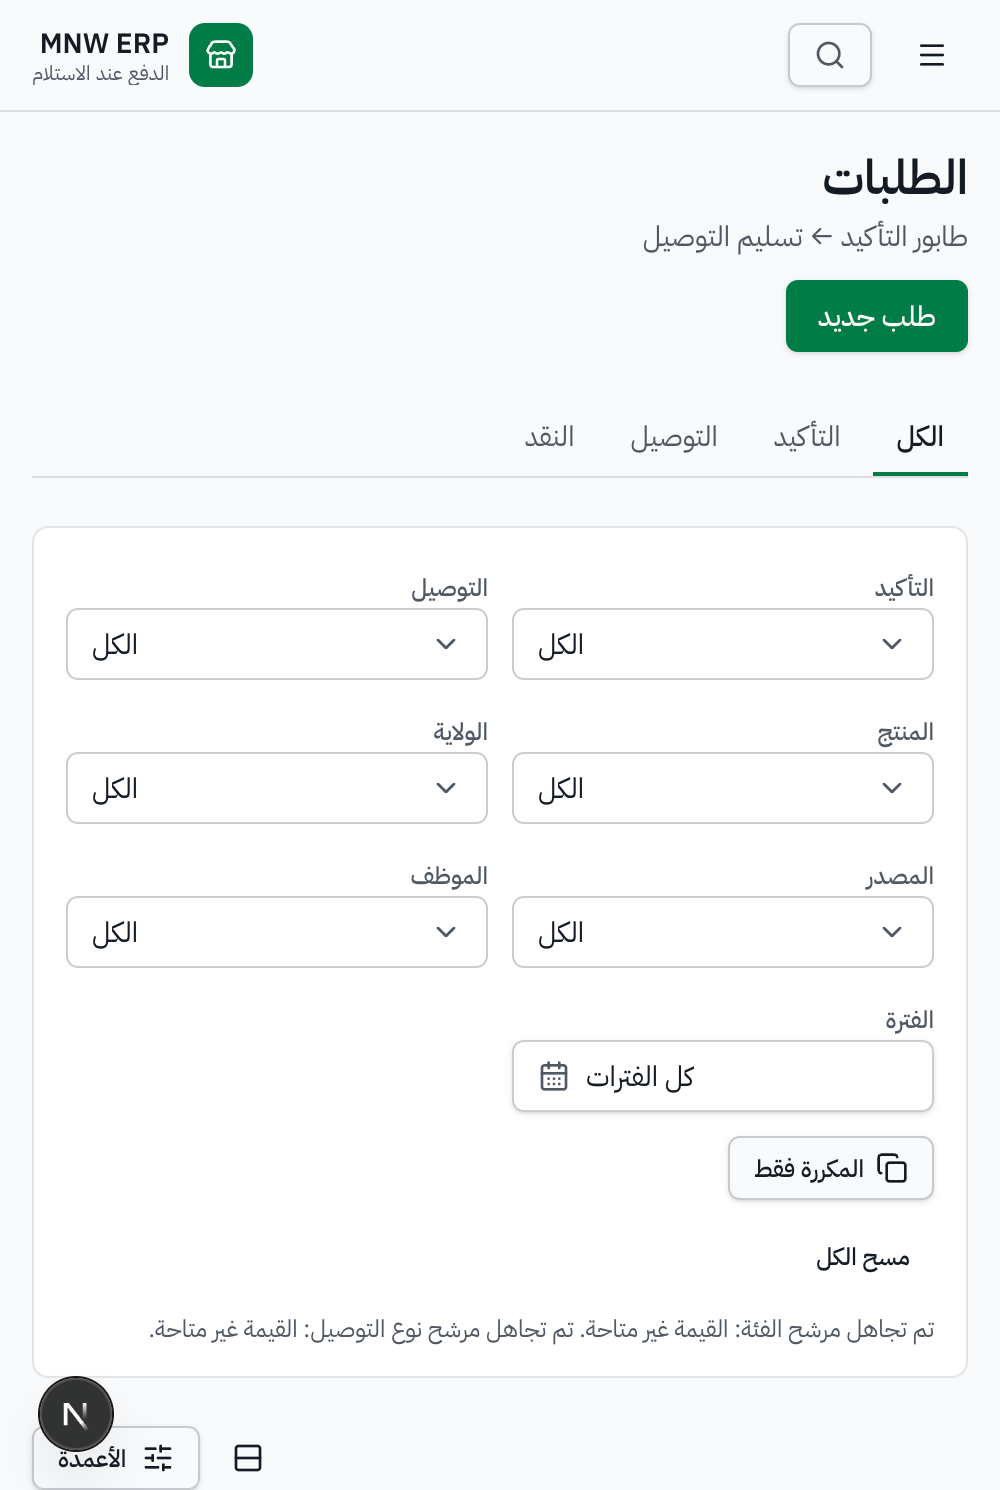 MNW ERP
الدفع عند الاستلام
الطلبات
طابور التأكيد ← تسليم التوصيل
طلب جديد
الكل التأكيد التوصيل النقد
التأكيد التوصيل
الكل الكل
المنتج الولاية
الكل الكل
المصدر الموظف
الكل الكل
الفترة
كل الفترات
المكررة فقط
مسح الكل
تم تجاهل مرشح الفئة: القيمة غير متاحة. تم تجاهل مرشح نوع التوصيل: القيمة غير متاحة.
N
الأعمدة